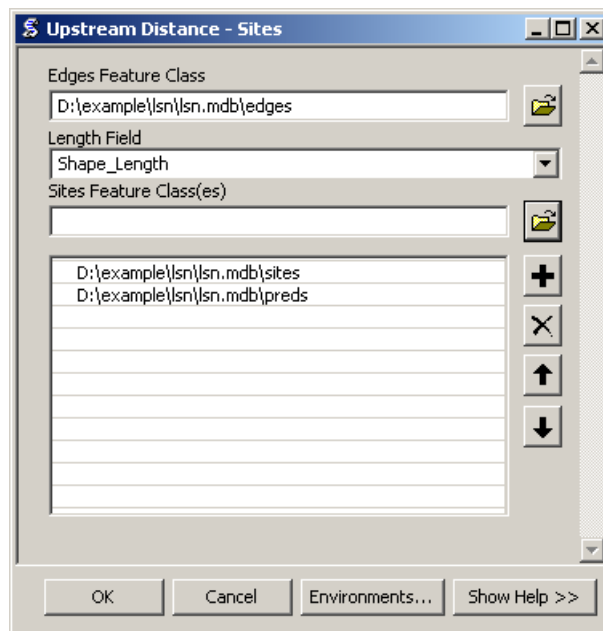 Upstream Distance - Sites
Edges Feature Class
D:\example\lsn\lsn.mdb\edges
Length Field
Shape_Length
Sites Feature Class(es)
D:\example\lsn\lsn.mdb\sites
D:\example\lsn\lsn.mdb\preds
OK Cancel Environments... Show Help >>